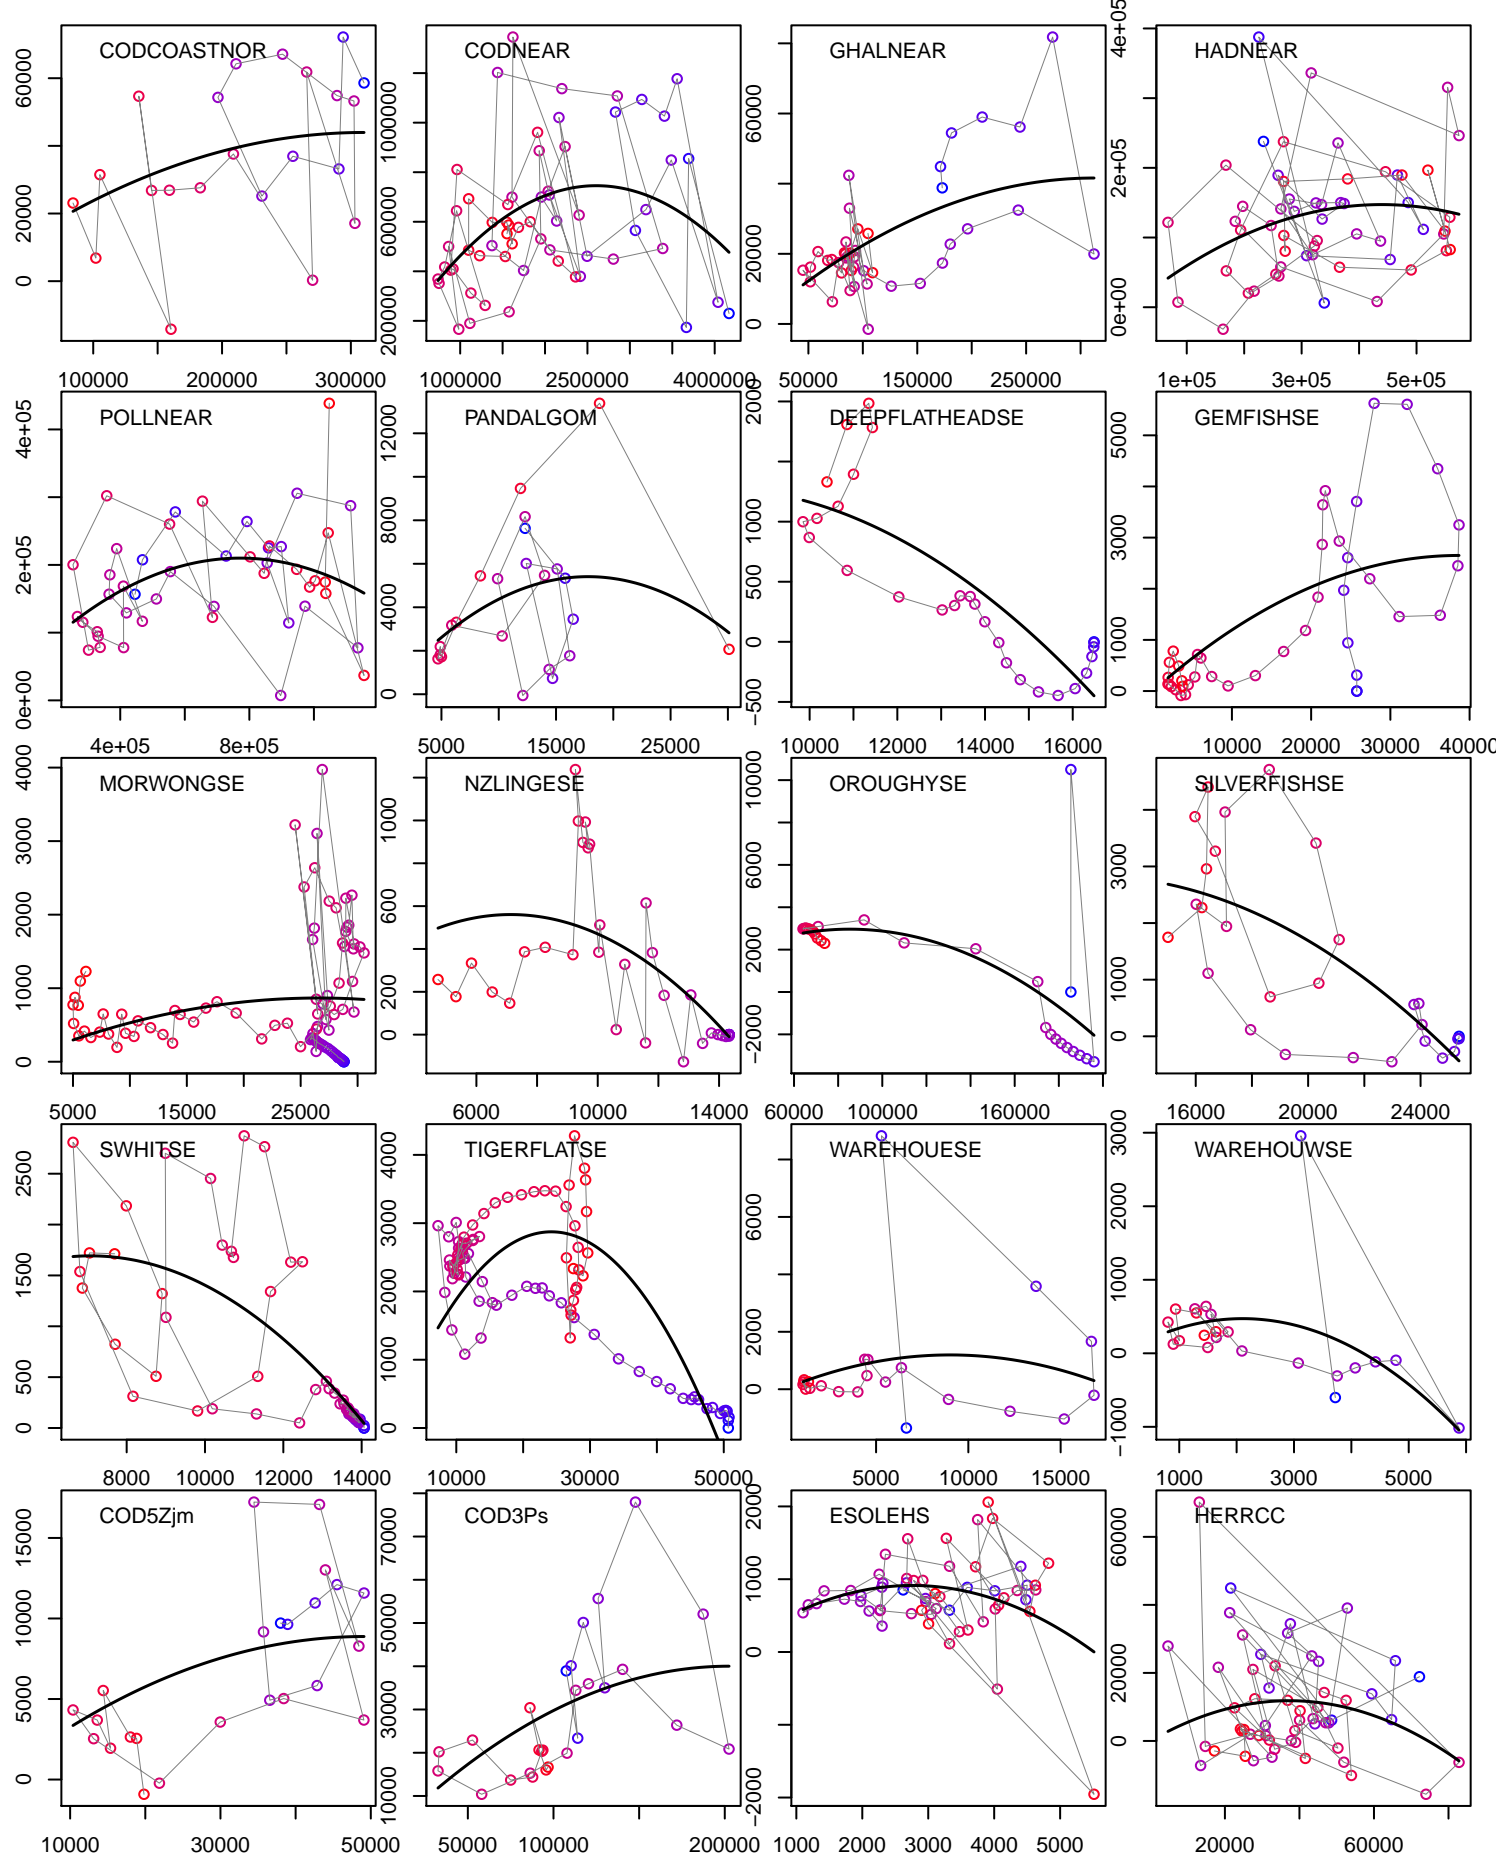 CODCOASTNOR
0 20000 60000
100000 200000 300000
CODNEAR
200000 600000 1000000
1000000 2500000 4000000
GHALNEAR
0 20000 60000
50000 150000 250000
HADNEAR
0e+00 2e+05 4e+05
1e+05 3e+05 5e+05
POLLNEAR
0e+00 2e+05 4e+05
4e+05 8e+05
PANDALGOM
0 4000 8000 12000
5000 15000 25000
DEEPFLATHEADSE
−500 0 500 1000 2000
10000 12000 14000 16000
GEMFISHSE
0 1000 3000 5000
10000 20000 30000 40000
MORWONGSE
0 1000 2000 3000 4000
5000 15000 25000
NZLINGESE
0 200 600 1000
6000 10000 14000
OROUGHYSE
−2000 2000 6000 10000
60000 100000 160000
SILVERFISHSE
0 1000 3000
16000 20000 24000
SWHITSE
0 500 1500 2500
8000 10000 12000 14000
TIGERFLATSE
0 1000 2000 3000 4000
10000 30000 50000
WAREHOUESE
0 2000 6000
5000 10000 15000
WAREHOUWSE
−1000 0 1000 2000 3000
1000 3000 5000
COD5Zjm
0 5000 10000 15000
10000 30000 50000
COD3Ps
10000 30000 50000 70000
50000 100000 200000
ESOLEHS
−2000 0 1000 2000
1000 2000 3000 4000 5000
HERRCC
0 20000 60000
20000 60000